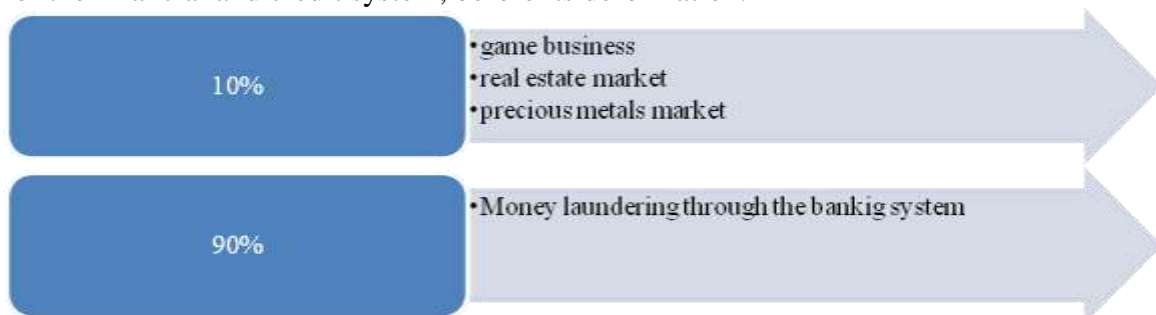 10%
•game business
•real estate market
•precious metals market
90%
•Money laundering through the bankig system